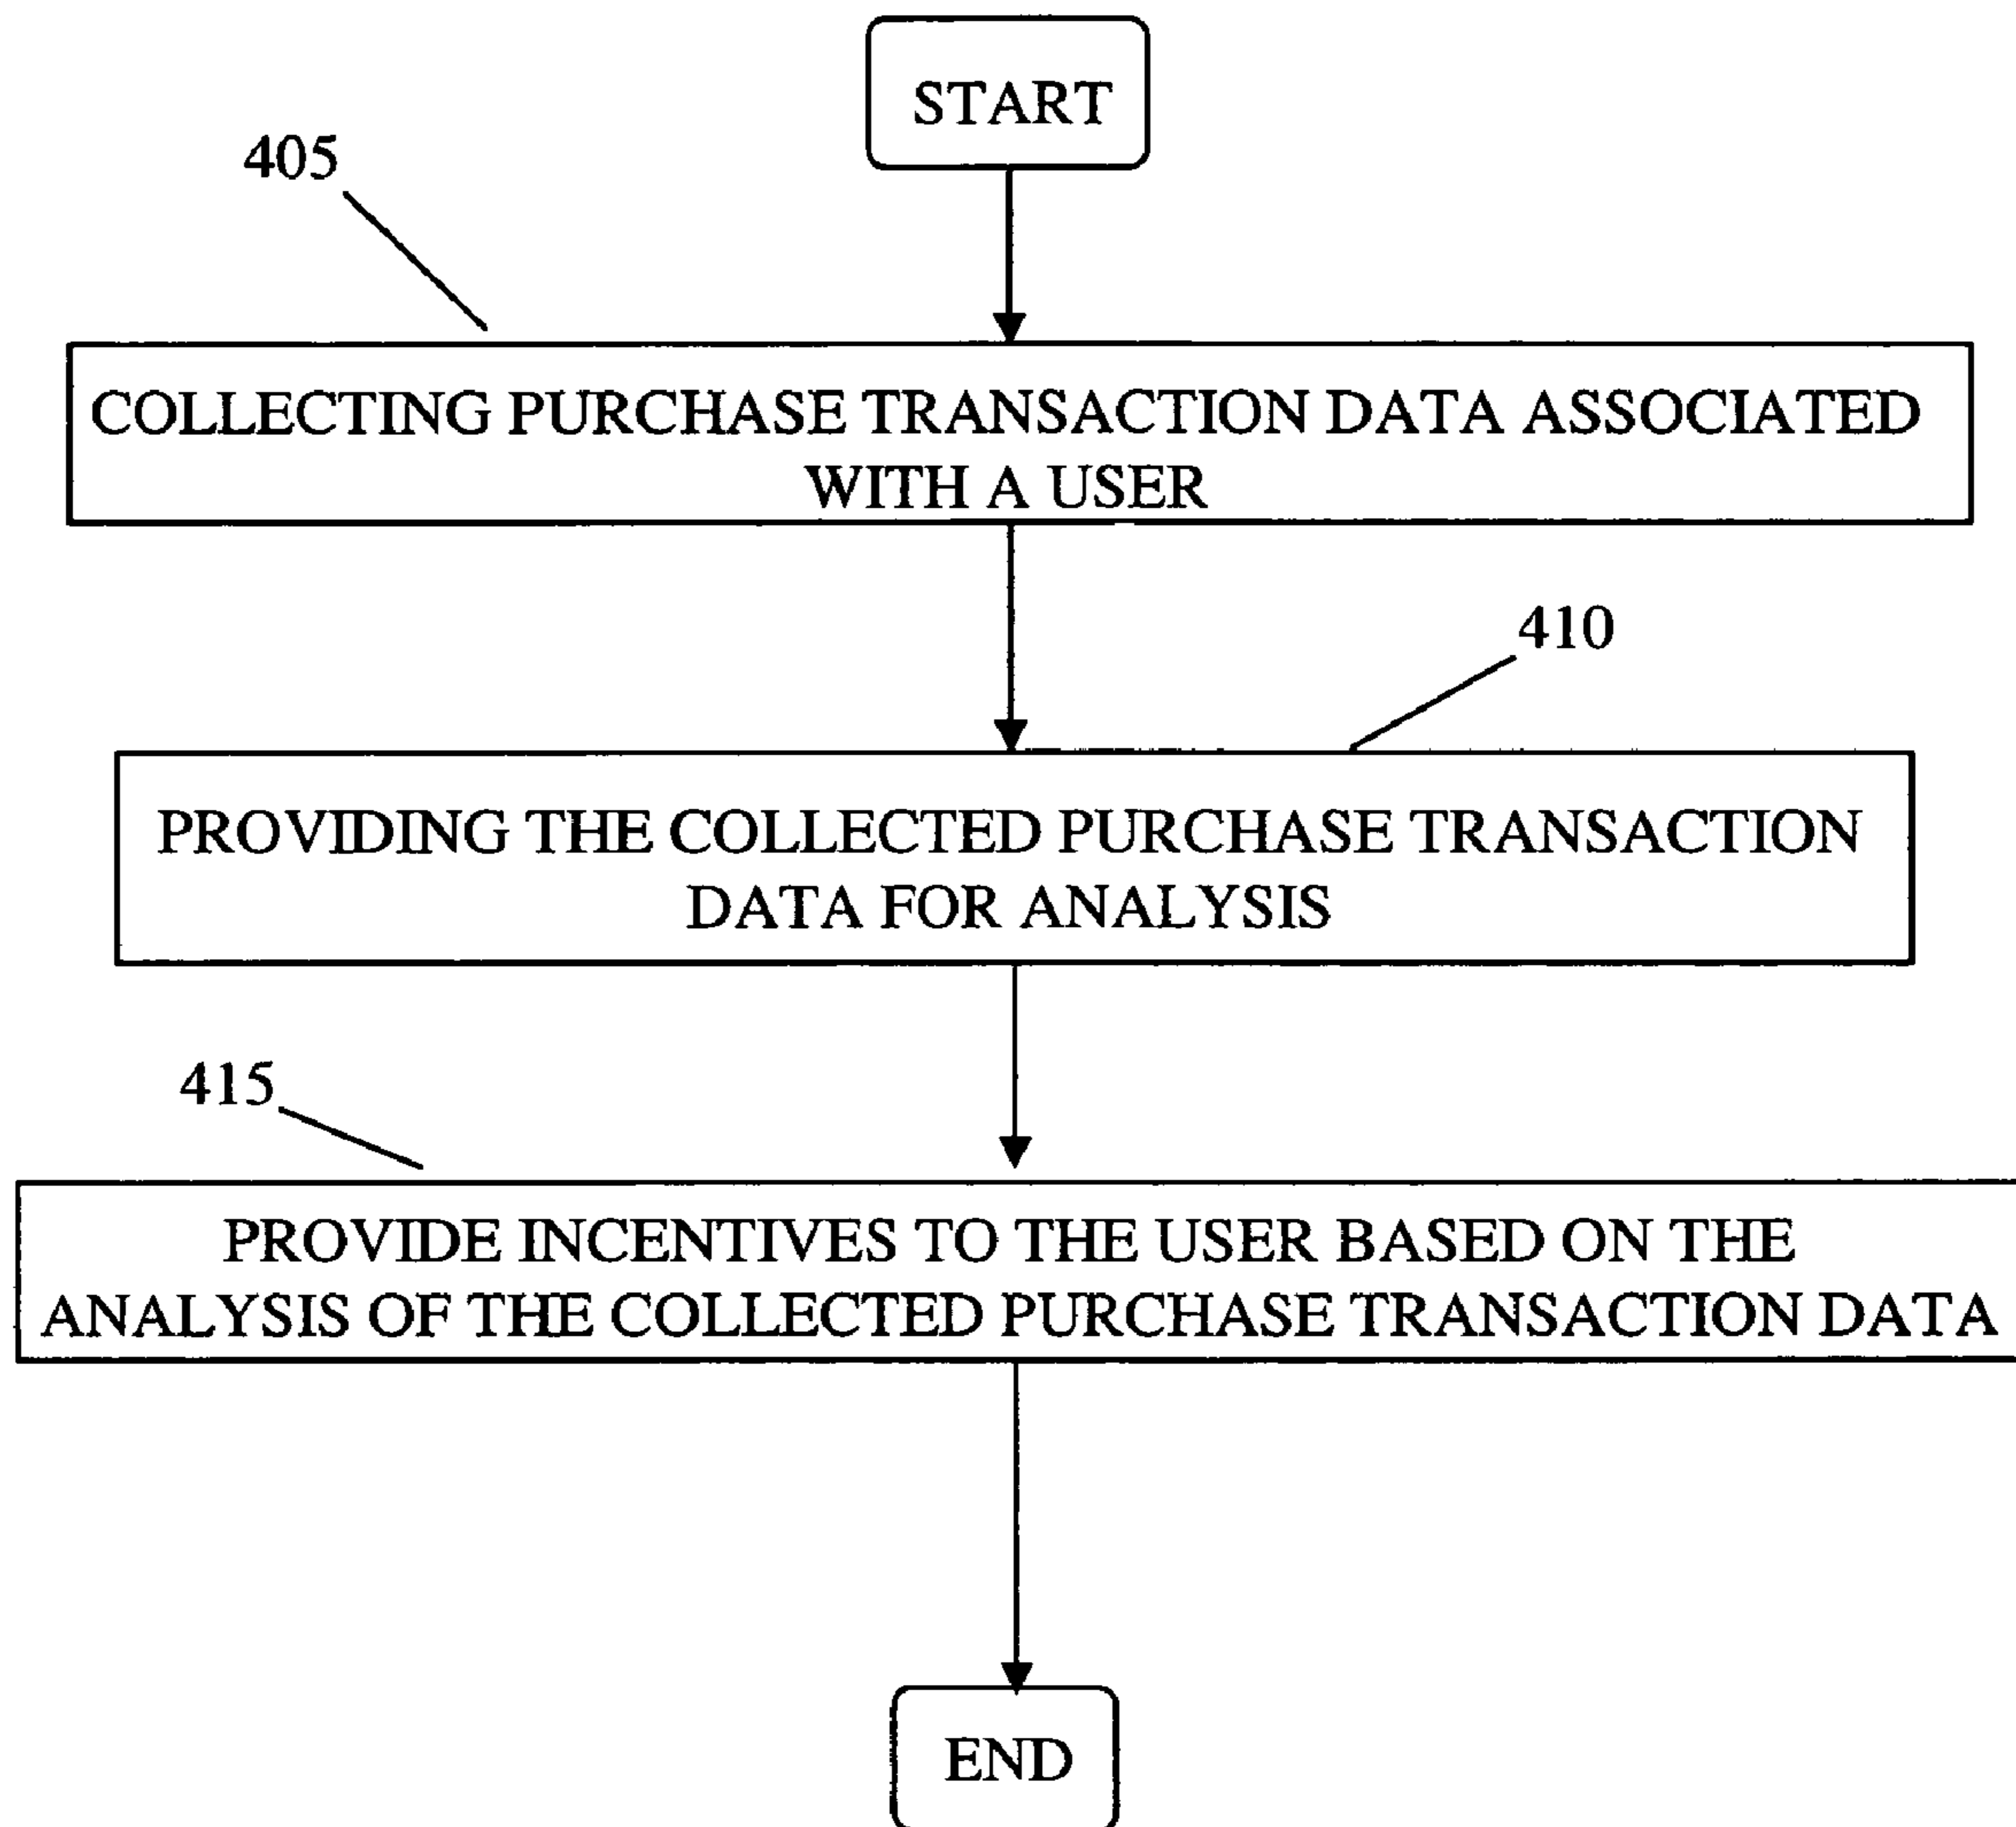 START
405
COLLECTING PURCHASE TRANSACTION DATA ASSOCIATED
WITH A USER
410
PROVIDING THE COLLECTED PURCHASE TRANSACTION
DATA FOR ANALYSIS
415
PROVIDE INCENTIVES TO THE USER BASED ON THE
ANALYSIS OF THE COLLECTED PURCHASE TRANSACTION DATA
END